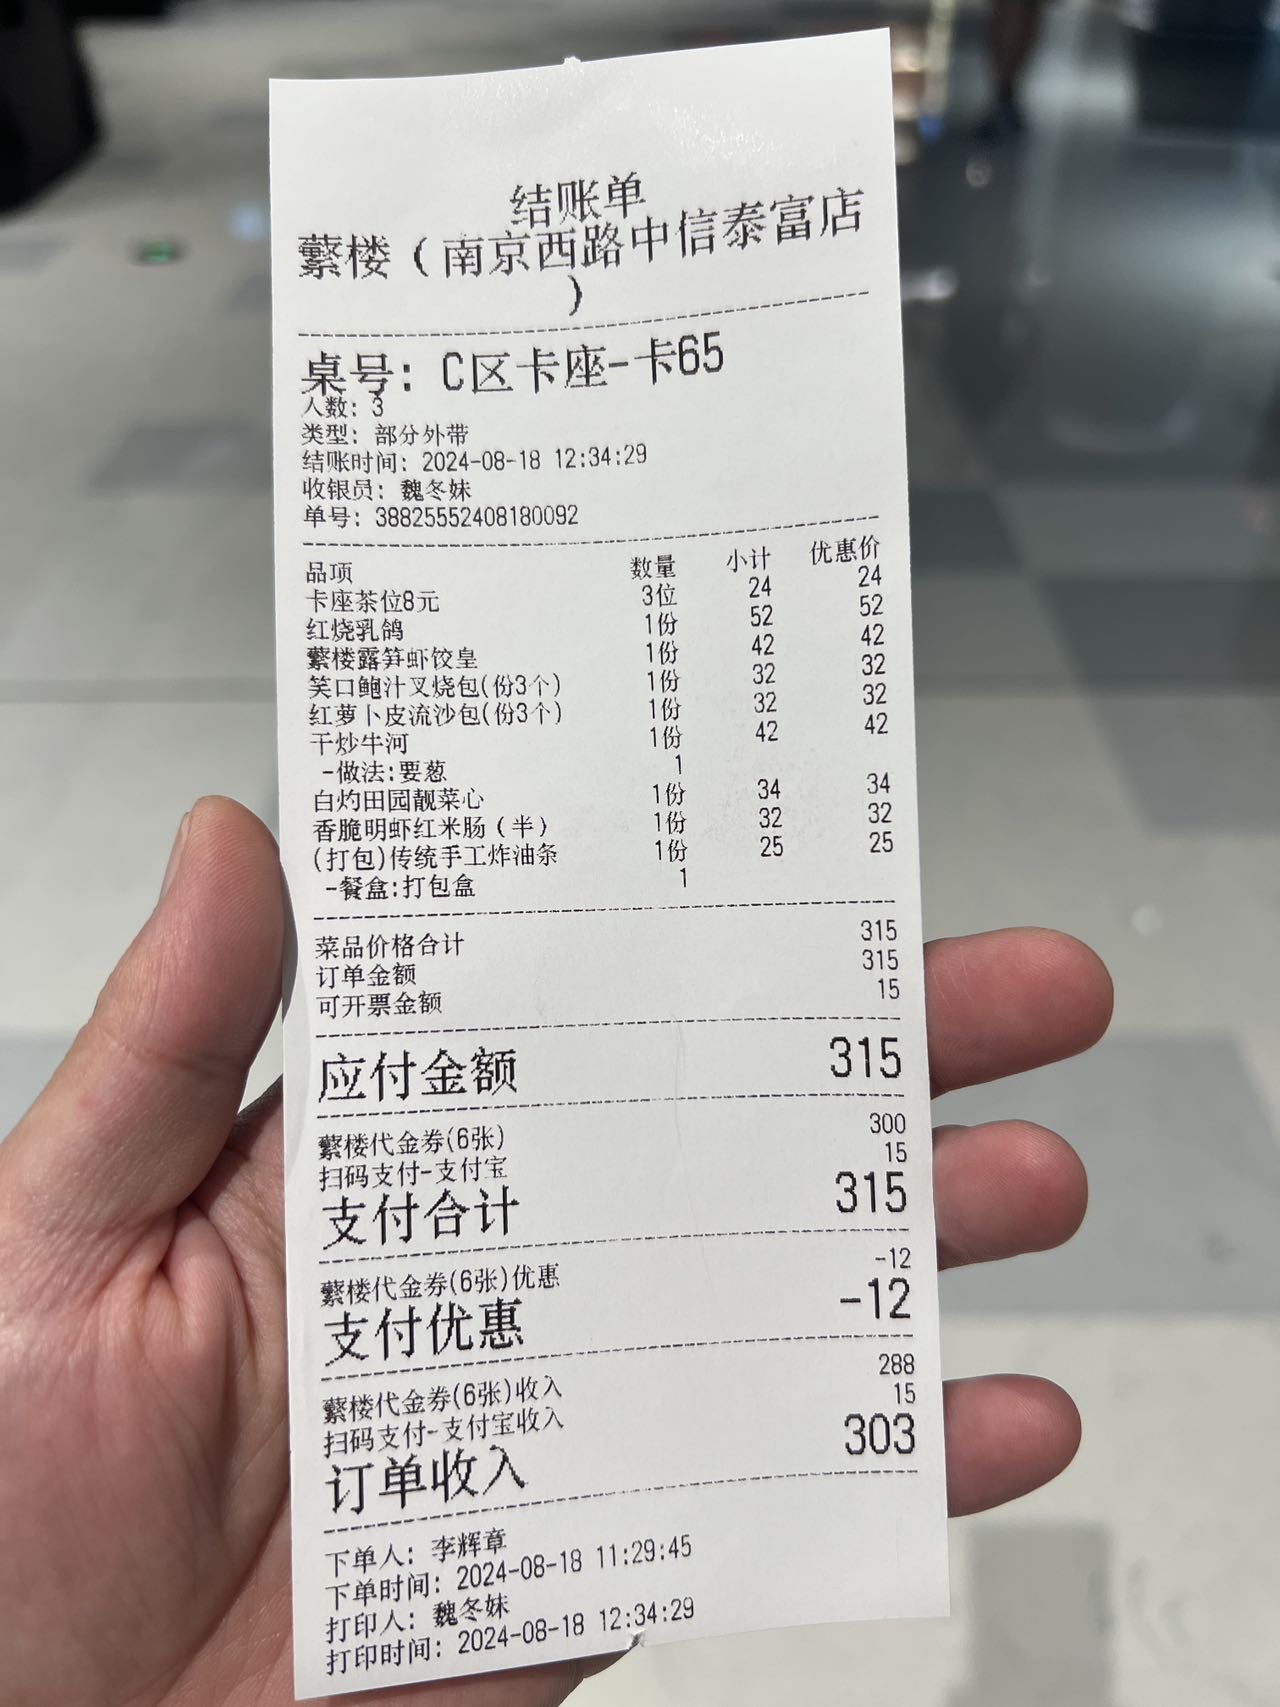 结账单
蘩楼（南京西路中信泰富店
）
桌号：C区卡座-卡65
人数：3
类型：部分外带
结账时间：2024-08-18 12:34:29
收银员：魏冬妹
单号：38825552408180092
品项 数量 小计 优惠价
卡座茶位8元 3位 24 24
红烧乳鸽 1份 52 52
蘩楼露笋虾饺皇 1份 42 42
笑口鲍汁叉烧包(份3个) 1份 32 32
红萝卜皮流沙包(份3个) 1份 32 32
干炒牛河 1份 42 42
-做法:要葱 1
白灼田园靓菜心 1份 34 34
香脆明虾红米肠（半） 1份 32 32
(打包)传统手工炸油条 1份 25 25
-餐盒:打包盒 1
菜品价格合计 315
订单金额 315
可开票金额 15
应付金额 315
蘩楼代金券(6张) 300
扫码支付-支付宝 15
支付合计 315
蘩楼代金券(6张)优惠 -12
支付优惠 -12
蘩楼代金券(6张)收入 288
扫码支付-支付宝收入 15
订单收入 303
下单人：李辉章
下单时间：2024-08-18 11:29:45
打印人：魏冬妹
打印时间：2024-08-18 12:34:29